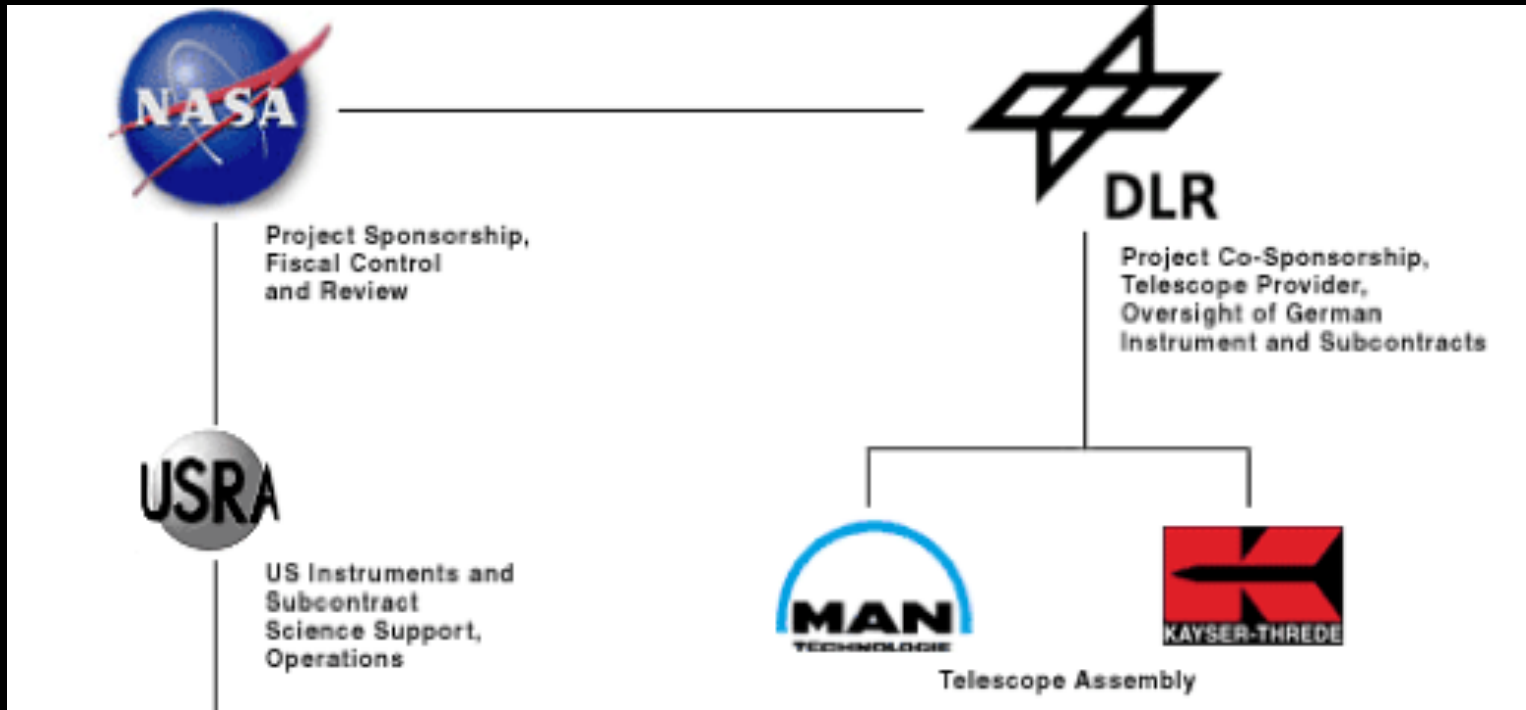 NASA
DLR
Project Sponsorship,
Fiscal Control
and Review
Project Co-Sponsorship,
Telescope Provider,
Oversight of German
Instrument and Subcontracts
USRA
US Instruments and
Subcontract
Science Support,
Operations
MAN
TECHNOLOGIE
KAYSER-THREDE
Telescope Assembly